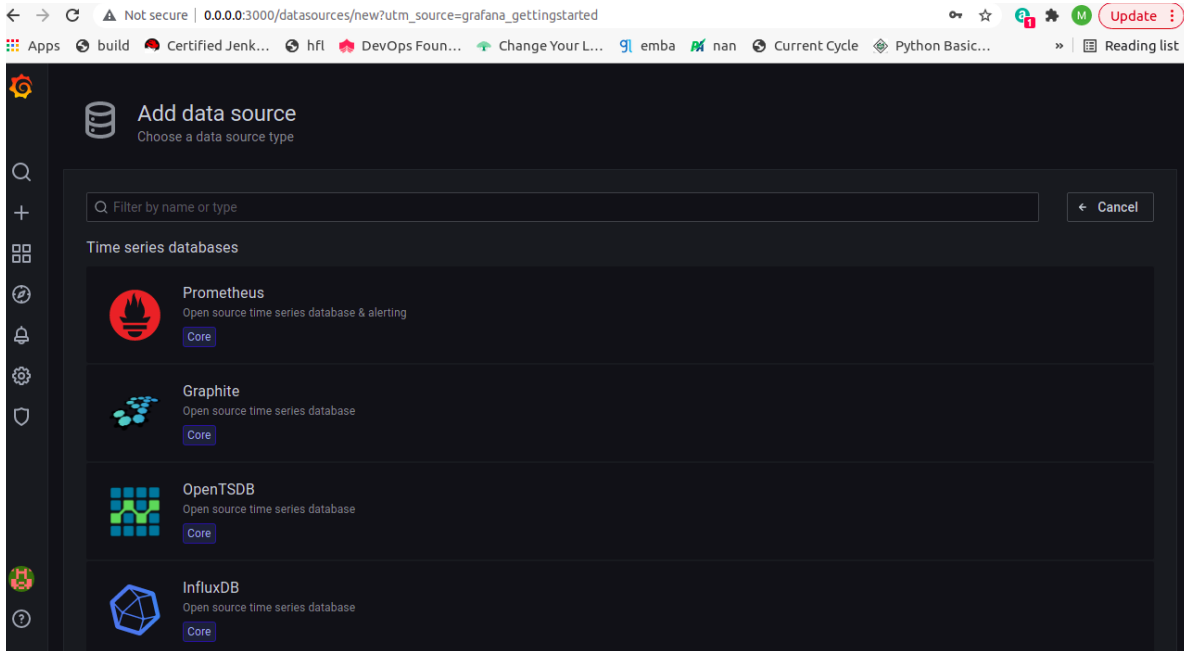 Not secure | 0.0.0.0:3000/datasources/new?utm_source=grafana_gettingstarted
1
M
Update
Apps build Certified Jenk... hfl DevOps Foun... Change Your L... emba nan Current Cycle Python Basic... » Reading list
Add data source
Choose a data source type
Filter by name or type
Cancel
Time series databases
Prometheus
Open source time series database & alerting
Core
Graphite
Open source time series database
Core
OpenTSDB
Open source time series database
Core
InfluxDB
Open source time series database
Core